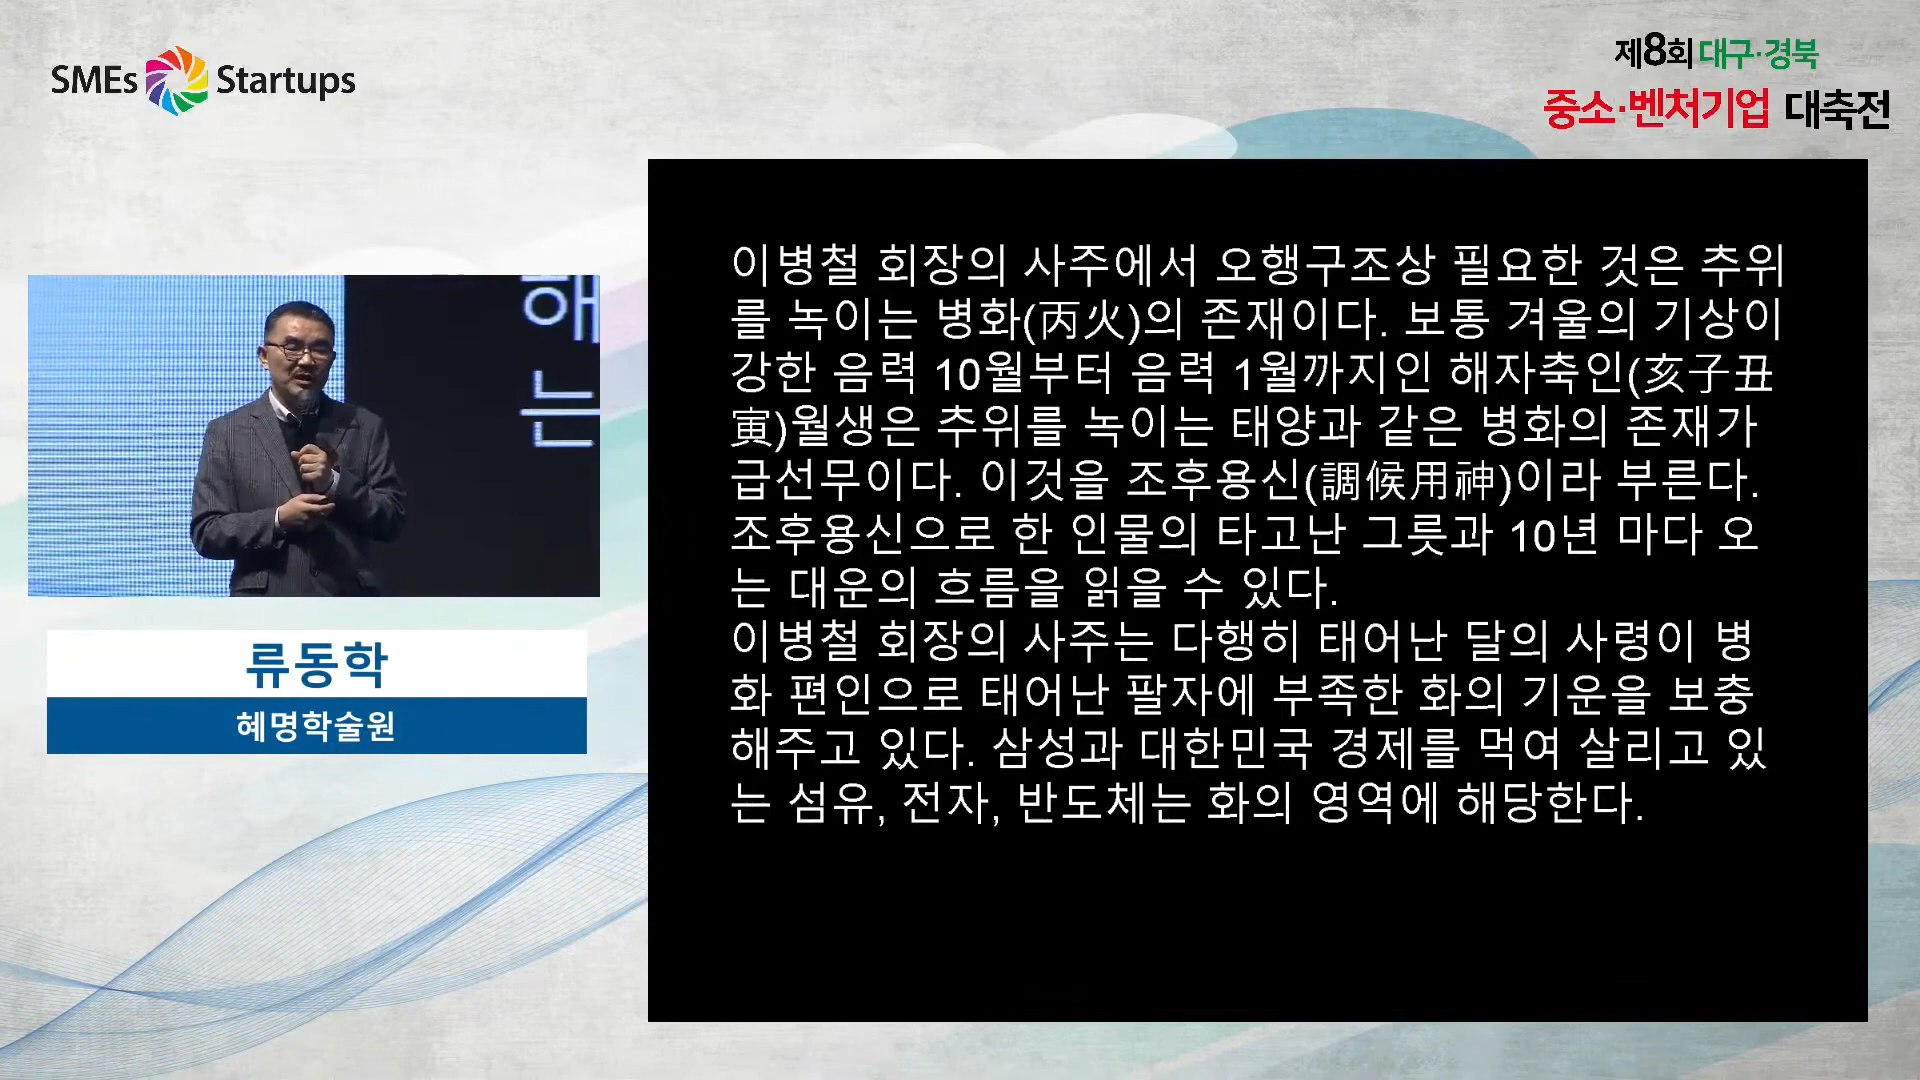 SMEs Startups
제8회 대구·경북
중소·벤처기업 대축전
해
는
류동학
혜명학술원
이병철 회장의 사주에서 오행구조상 필요한 것은 추위
를 녹이는 병화(丙火)의 존재이다. 보통 겨울의 기상이
강한 음력 10월부터 음력 1월까지인 해자축인(亥子丑
寅)월생은 추위를 녹이는 태양과 같은 병화의 존재가
급선무이다. 이것을 조후용신(調候用神)이라 부른다.
조후용신으로 한 인물의 타고난 그릇과 10년 마다 오
는 대운의 흐름을 읽을 수 있다.
이병철 회장의 사주는 다행히 태어난 달의 사령이 병
화 편인으로 태어난 팔자에 부족한 화의 기운을 보충
해주고 있다. 삼성과 대한민국 경제를 먹여 살리고 있
는 섬유, 전자, 반도체는 화의 영역에 해당한다.